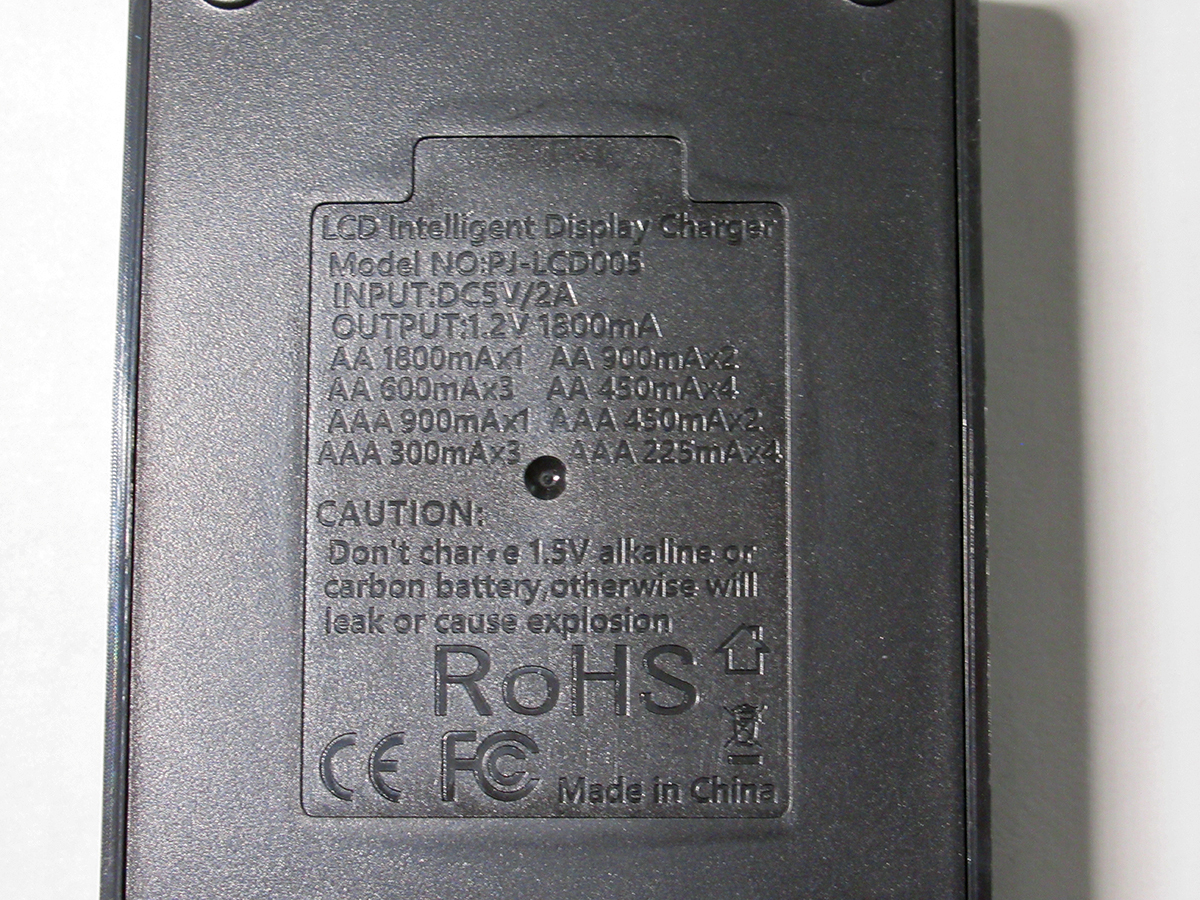 LCD Intelligent Display Charger
Model NO:PJ-LCD005
INPUT:DC5V/2A
OUTPUT:1.2V 1800mA
AA 1800mAx1 AA 900mAx2
AA 600mAx3 AA 450mAx4
AAA 900mAx1 AAA 450mAx2
AAA 300mAx3 AAA 225mAx4
CAUTION:
Don't charge 1.5V alkaline or
carbon battery,otherwise will
leak or cause explosion
RoHS
CE FC Made in China